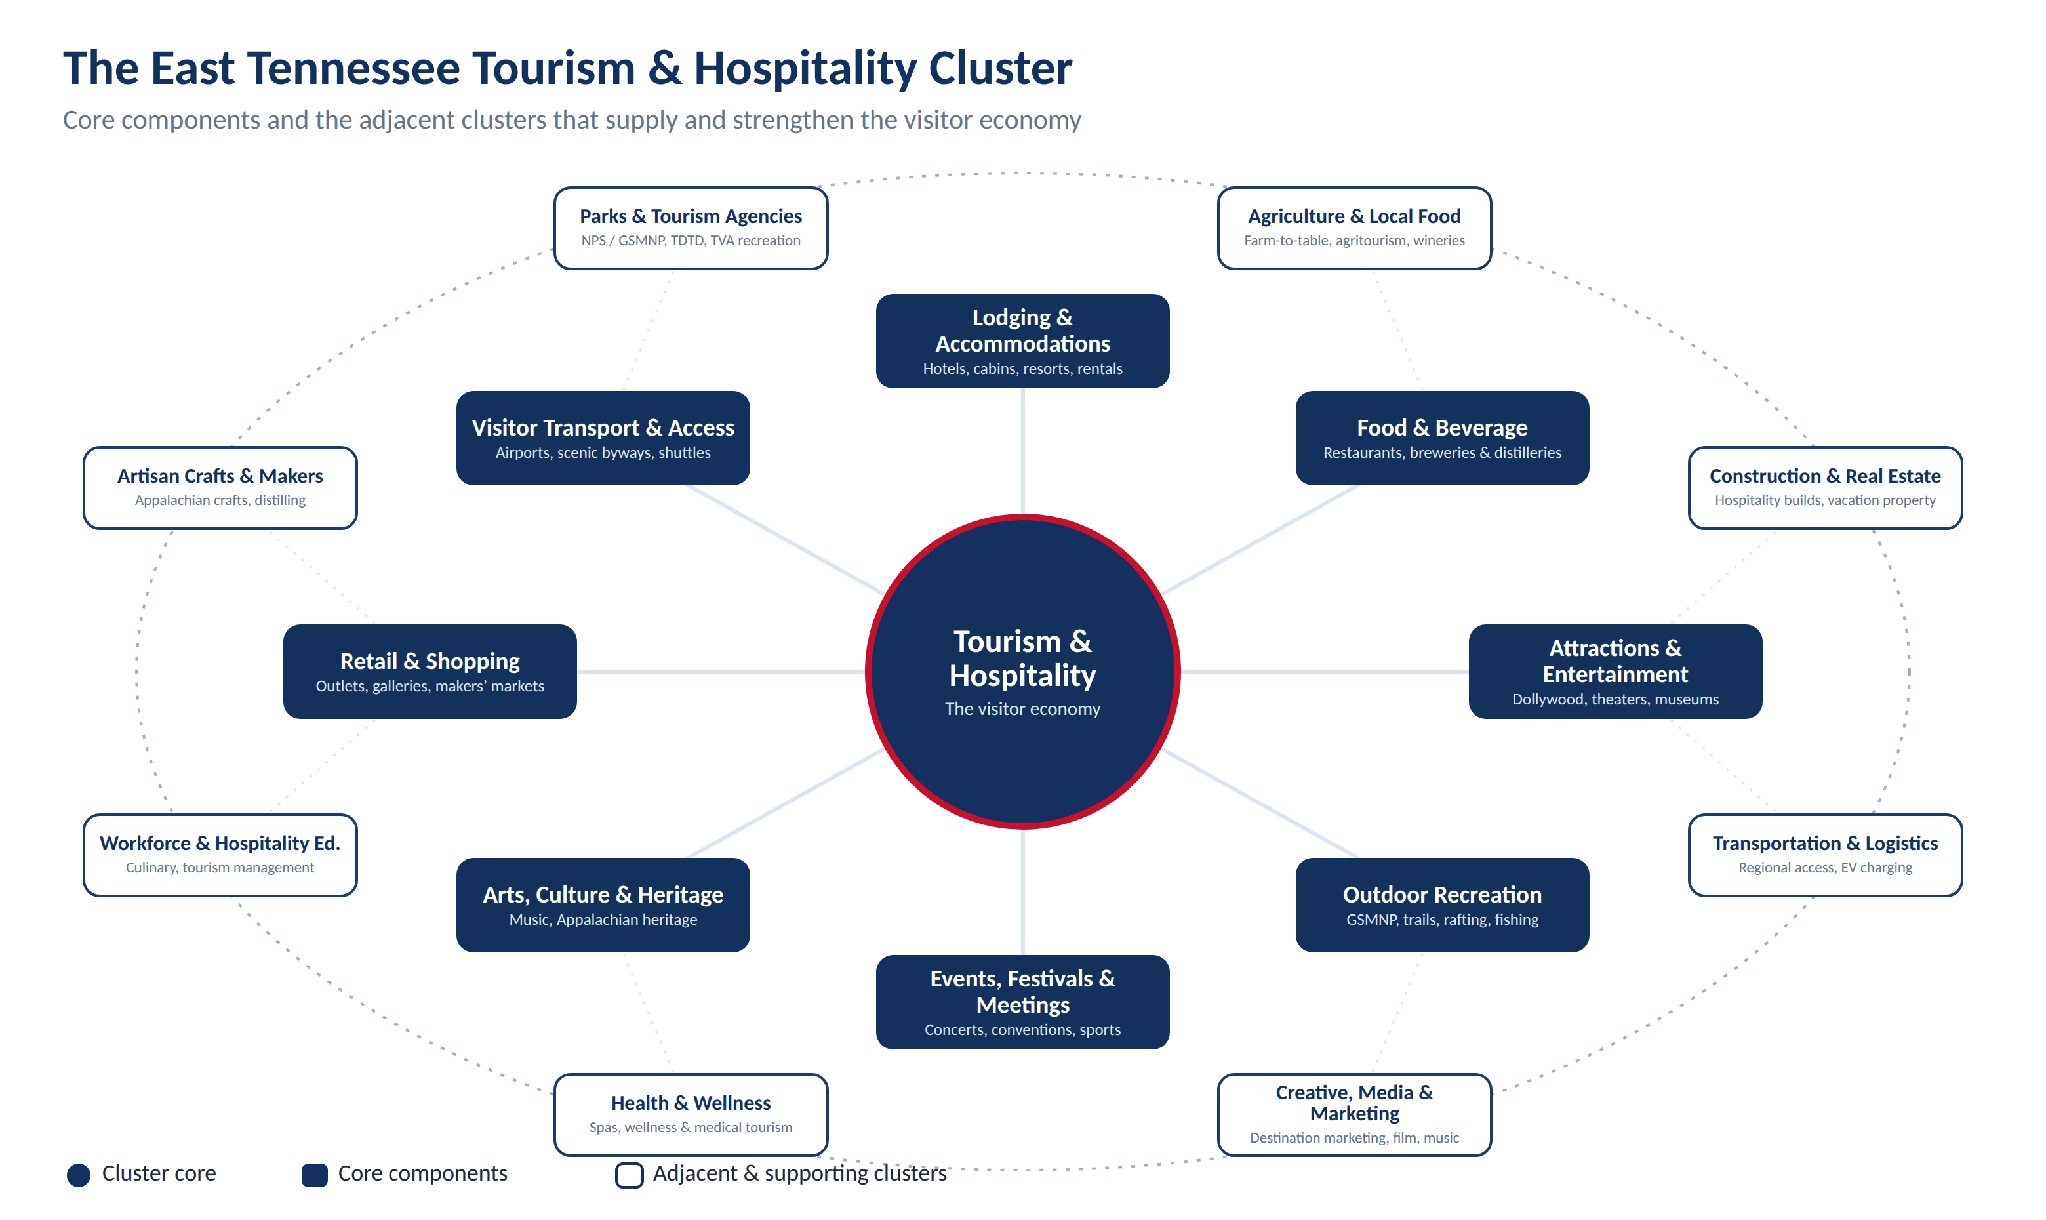 The East Tennessee Tourism & Hospitality Cluster
Core components and the adjacent clusters that supply and strengthen the visitor economy
Parks & Tourism Agencies
NPS / GSMNP, TDTD, TVA recreation
Agriculture & Local Food
Farm-to-table, agritourism, wineries
Lodging &
Accommodations
Hotels, cabins, resorts, rentals
Visitor Transport & Access
Airports, scenic byways, shuttles
Food & Beverage
Restaurants, breweries & distilleries
Artisan Crafts & Makers
Appalachian crafts, distilling
Construction & Real Estate
Hospitality builds, vacation property
Retail & Shopping
Outlets, galleries, makers’ markets
Tourism &
Hospitality
The visitor economy
Attractions &
Entertainment
Dollywood, theaters, museums
Workforce & Hospitality Ed.
Culinary, tourism management
Transportation & Logistics
Regional access, EV charging
Arts, Culture & Heritage
Music, Appalachian heritage
Outdoor Recreation
GSMNP, trails, rafting, fishing
Events, Festivals &
Meetings
Concerts, conventions, sports
Health & Wellness
Spas, wellness & medical tourism
Creative, Media &
Marketing
Destination marketing, film, music
Cluster core
Core components
Adjacent & supporting clusters